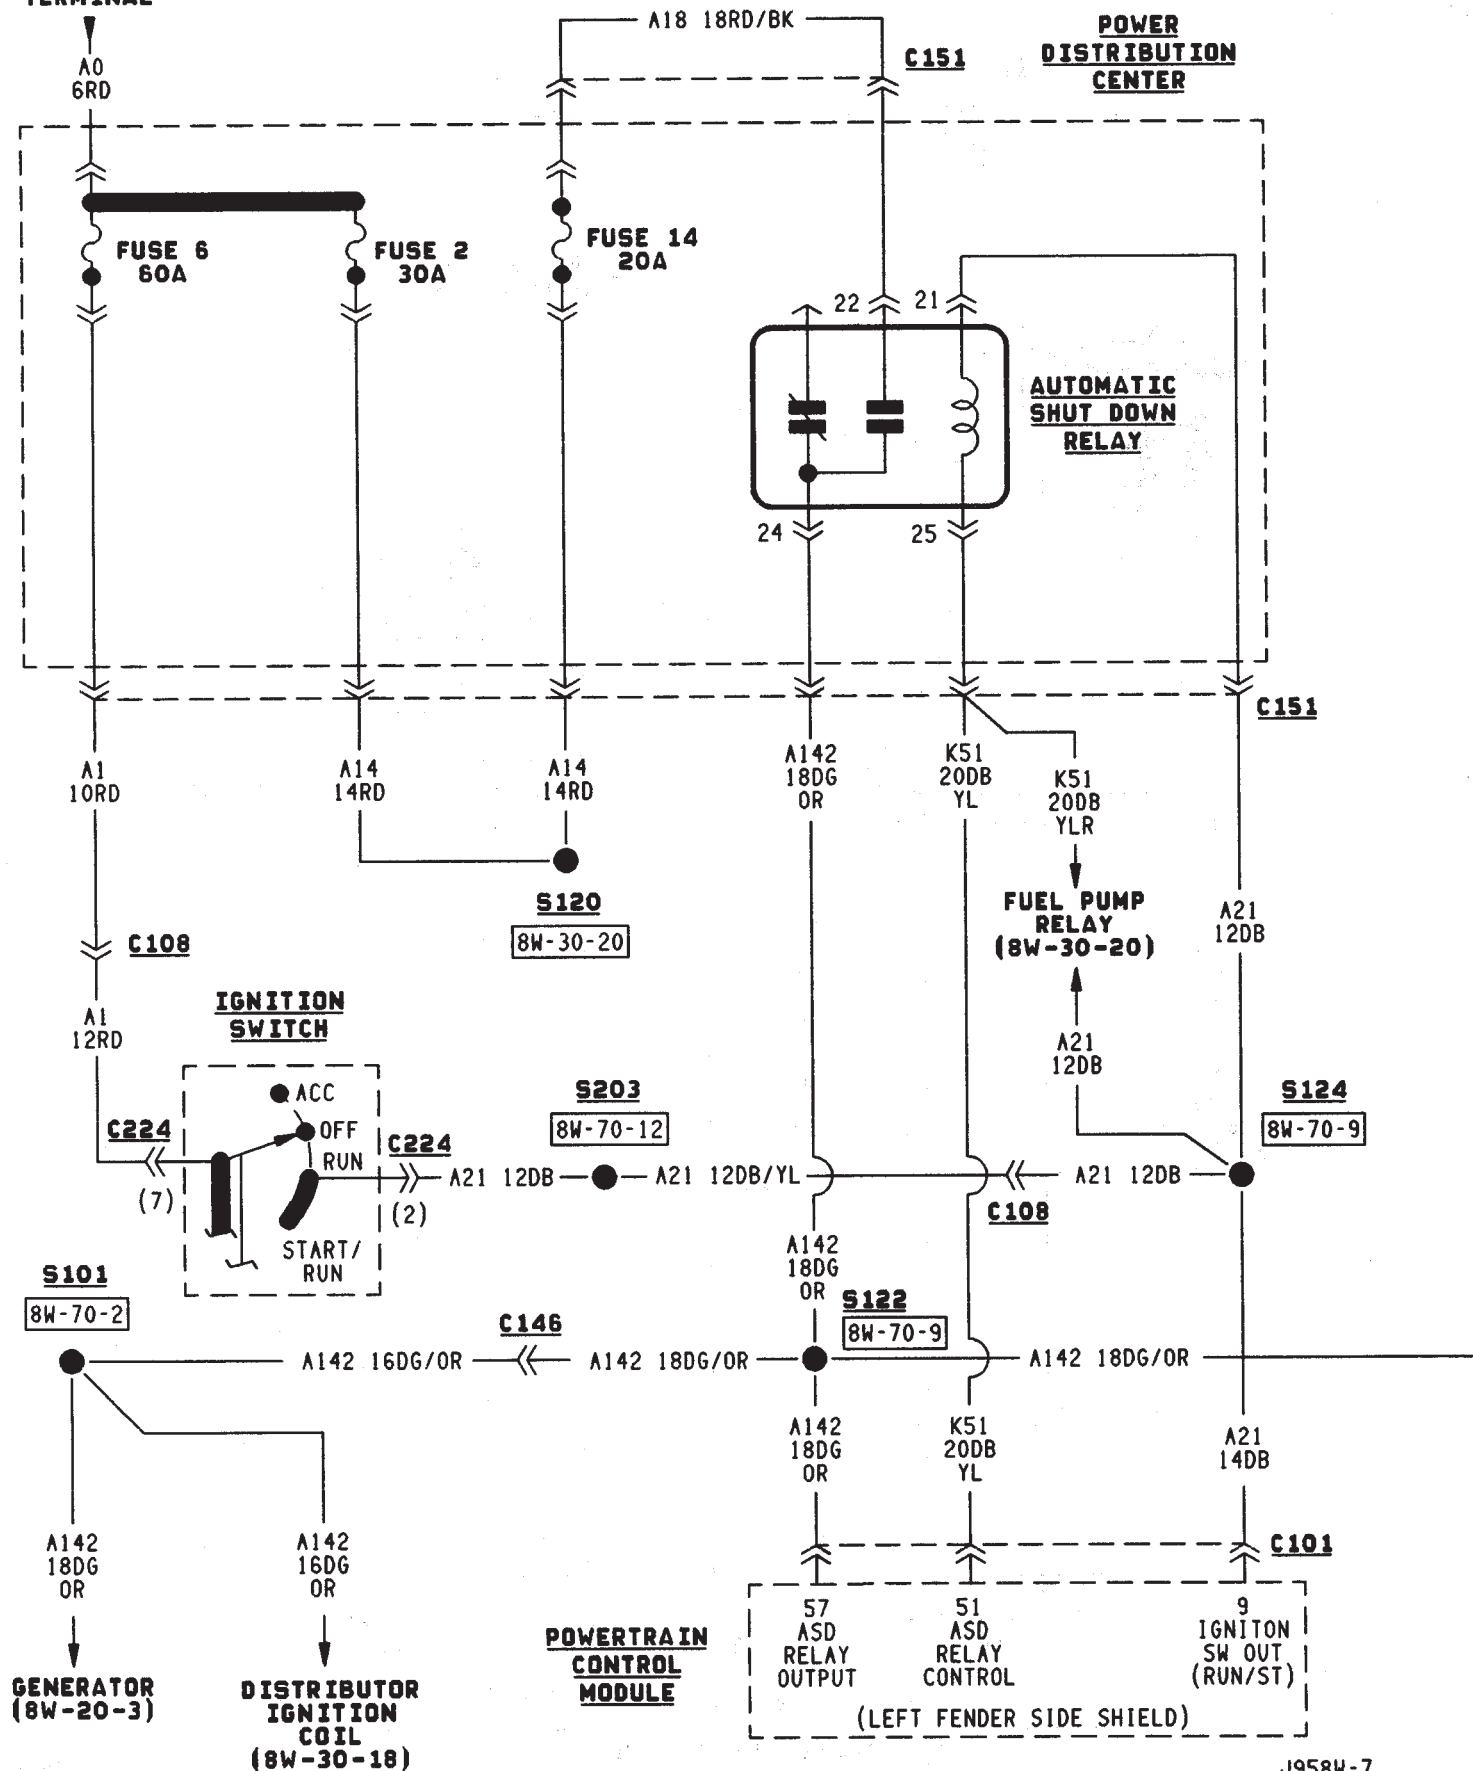 TERMINAL
A0
6RD
A18 18RD/BK
C151
POWER
DISTRIBUTION
CENTER
FUSE 6
60A
FUSE 2
30A
FUSE 14
20A
22
21
AUTOMATIC
SHUT DOWN
RELAY
24
25
C151
A1
10RD
A14
14RD
A14
14RD
A142
18DG
OR
K51
20DB
YL
K51
20DB
YLR
S120
8W-30-20
FUEL PUMP
RELAY
(8W-30-20)
A21
12DB
C108
A1
12RD
IGNITION
SWITCH
A21
12DB
ACC
OFF
RUN
START/
RUN
C224
(7)
C224
(2)
S203
8W-70-12
S124
8W-70-9
A21 12DB
A21 12DB/YL
A21 12DB
C108
A142
18DG
OR
S101
8W-70-2
C146
S122
8W-70-9
A142 16DG/OR
A142 18DG/OR
A142 18DG/OR
A142
18DG
OR
K51
20DB
YL
A21
14DB
A142
18DG
OR
A142
16DG
OR
C101
GENERATOR
(8W-20-3)
DISTRIBUTOR
IGNITION
COIL
(8W-30-18)
POWERTRAIN
CONTROL
MODULE
57
ASD
RELAY
OUTPUT
51
ASD
RELAY
CONTROL
9
IGNITON
SW OUT
(RUN/ST)
(LEFT FENDER SIDE SHIELD)
J958W-7